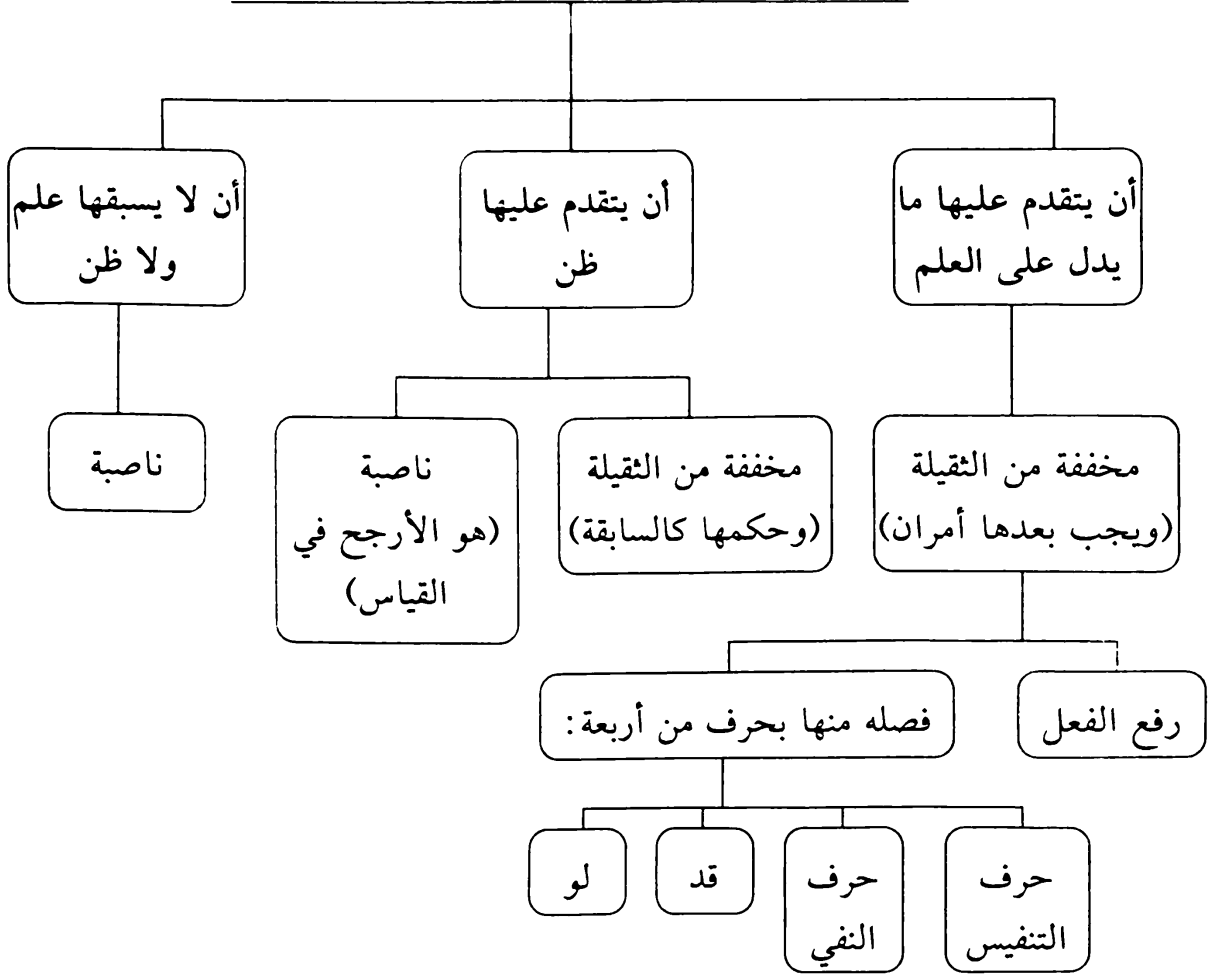 أن يتقدم عليها ما
يدل على العلم
أن يتقدم عليها
ظن
أن لا يسبقها علم
ولا ظن
مخففة من الثقيلة
(ويجب بعدها أمران)
مخففة من الثقيلة
(وحكمها كالسابقة)
ناصبة
(هو الأرجح في
القياس)
ناصبة
رفع الفعل
فصله منها بحرف من أربعة:
حرف
التنفيس
حرف
النفي
قد
لو